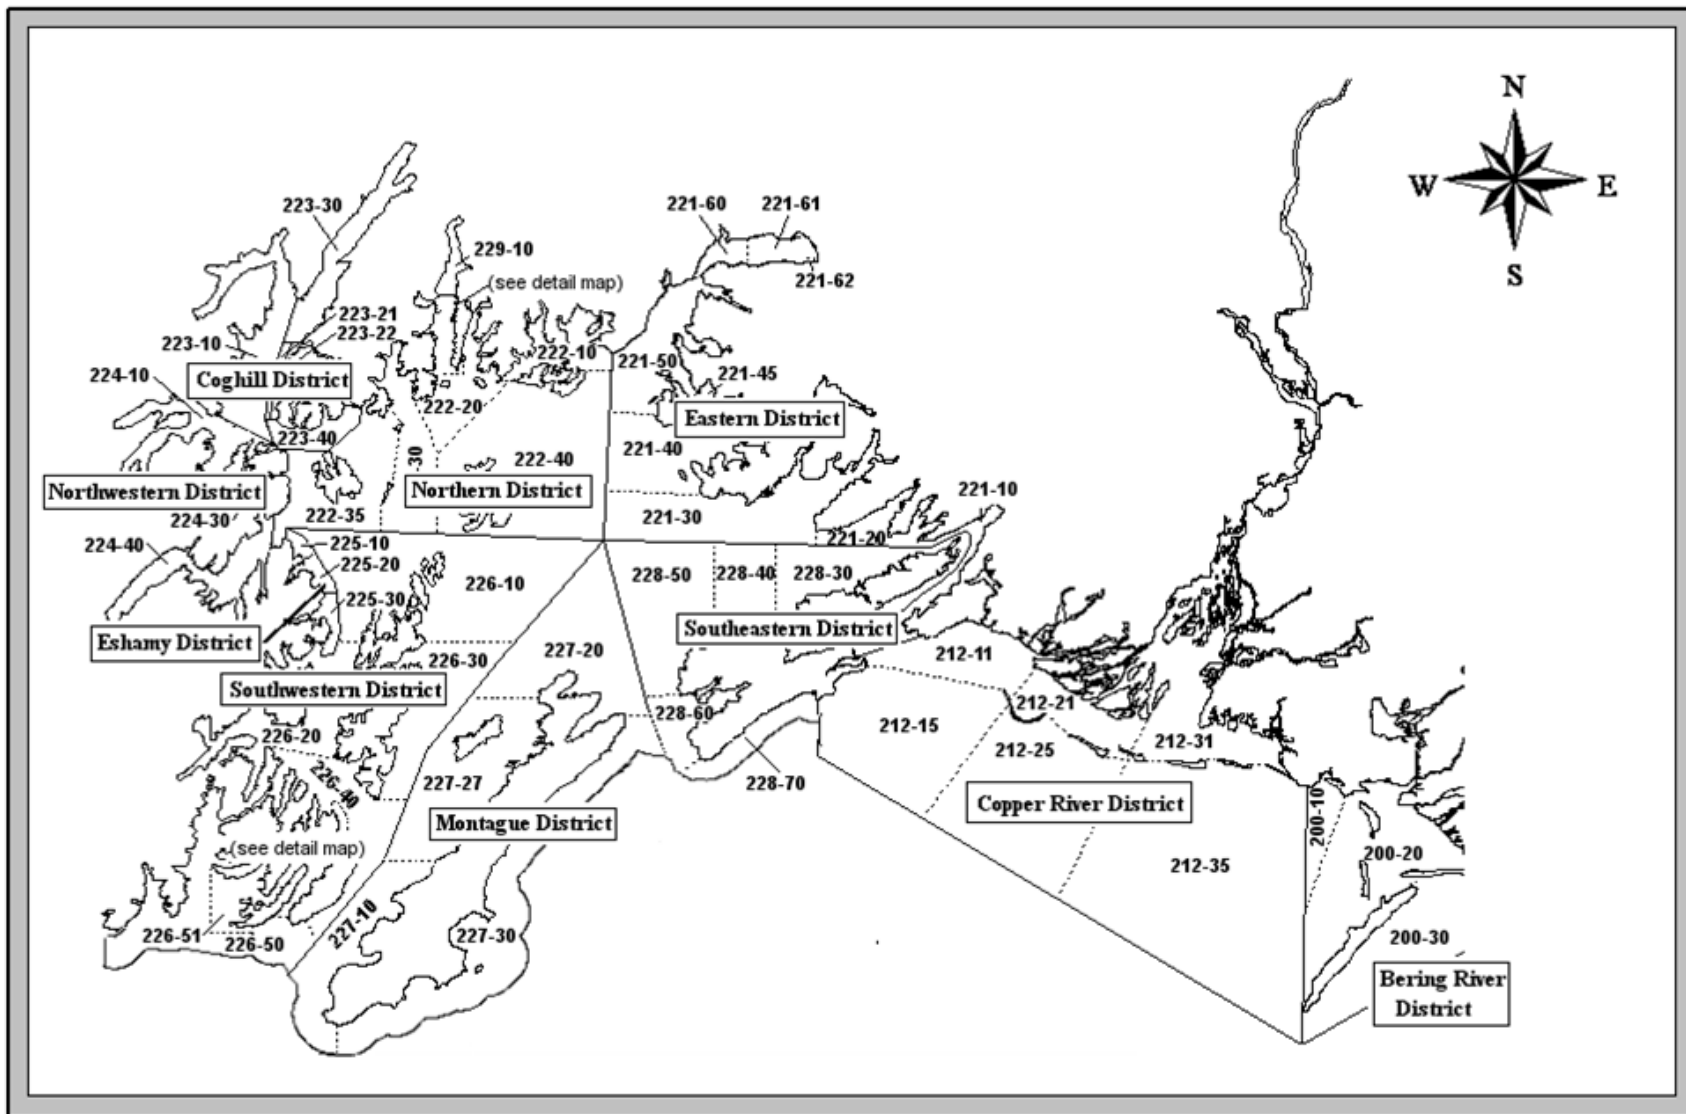 N
W
E
S
223-30
221-60
221-61
229-10
(see detail map)
221-62
223-21
223-22
223-10
222-10
221-50
224-10
Coghill District
221-45
222-20
Eastern District
223-40
221-40
30
222-40
Northwestern District
Northern District
221-10
224-30
222-35
221-30
224-40
225-10
221-20
225-20
226-10
228-50
228-40
228-30
225-30
Eshamy District
Southeastern District
226-30
227-20
212-11
Southwestern District
212-21
228-60
212-15
226-20
212-25
212-31
226-40
227-27
228-70
Copper River District
200-10
Montague District
(see detail map)
200-20
212-35
227-10
226-51
226-50
227-30
200-30
Bering River
District